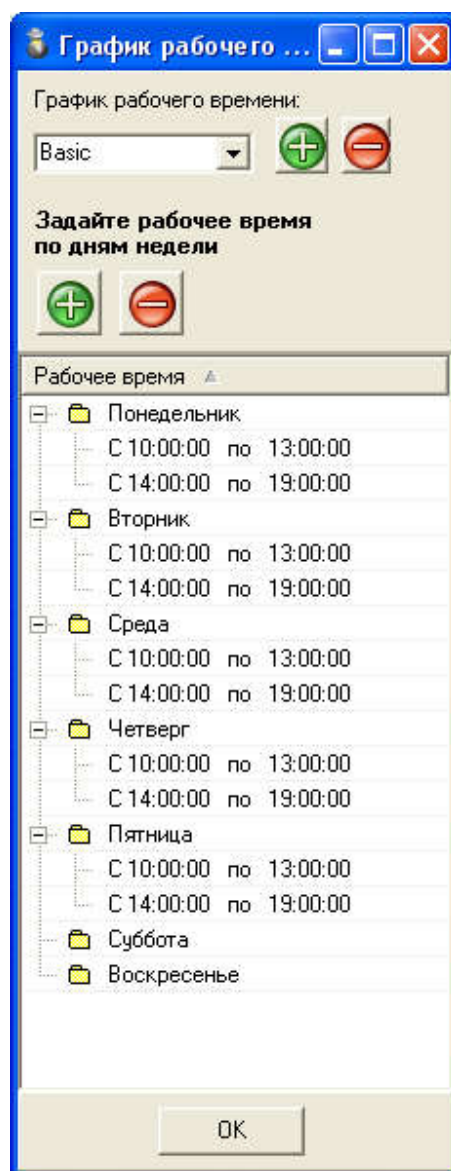 График рабочего ...
График рабочего времени:
Basic
Задайте рабочее время
по дням недели
Рабочее время
Понедельник
С 10:00:00 по 13:00:00
С 14:00:00 по 19:00:00
Вторник
С 10:00:00 по 13:00:00
С 14:00:00 по 19:00:00
Среда
С 10:00:00 по 13:00:00
С 14:00:00 по 19:00:00
Четверг
С 10:00:00 по 13:00:00
С 14:00:00 по 19:00:00
Пятница
С 10:00:00 по 13:00:00
С 14:00:00 по 19:00:00
Суббота
Воскресенье
OK